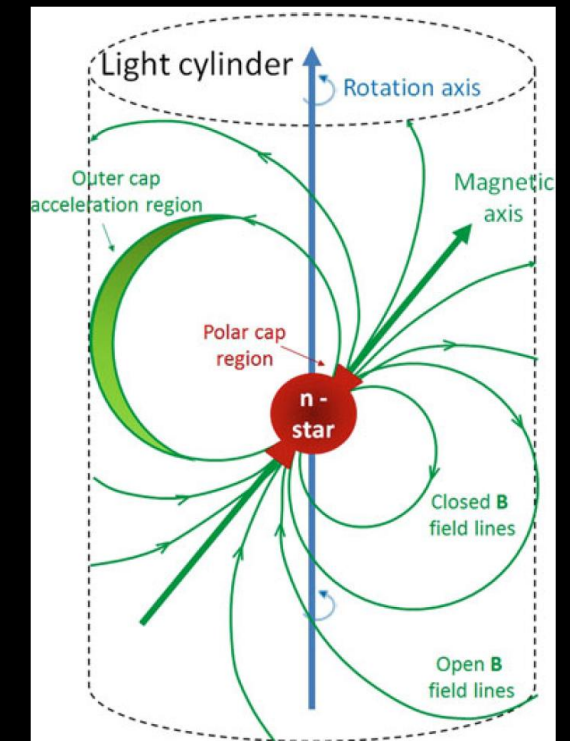 Light cylinder
Rotation axis
Outer cap
acceleration region
Magnetic
axis
Polar cap
region
n -
star
Closed B
field lines
Open B
field lines